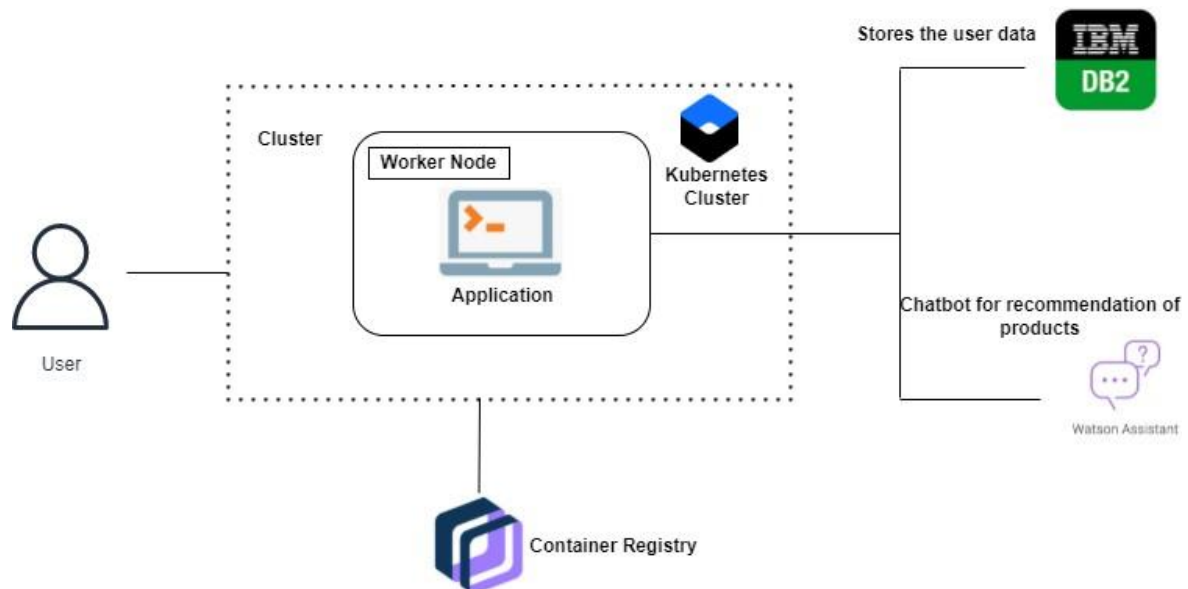 Stores the user data
IBM
DB2
Cluster
Worker Node
Kubernetes
Cluster
Application
User
Chatbot for recommendation of
products
Watson Assistant
Container Registry